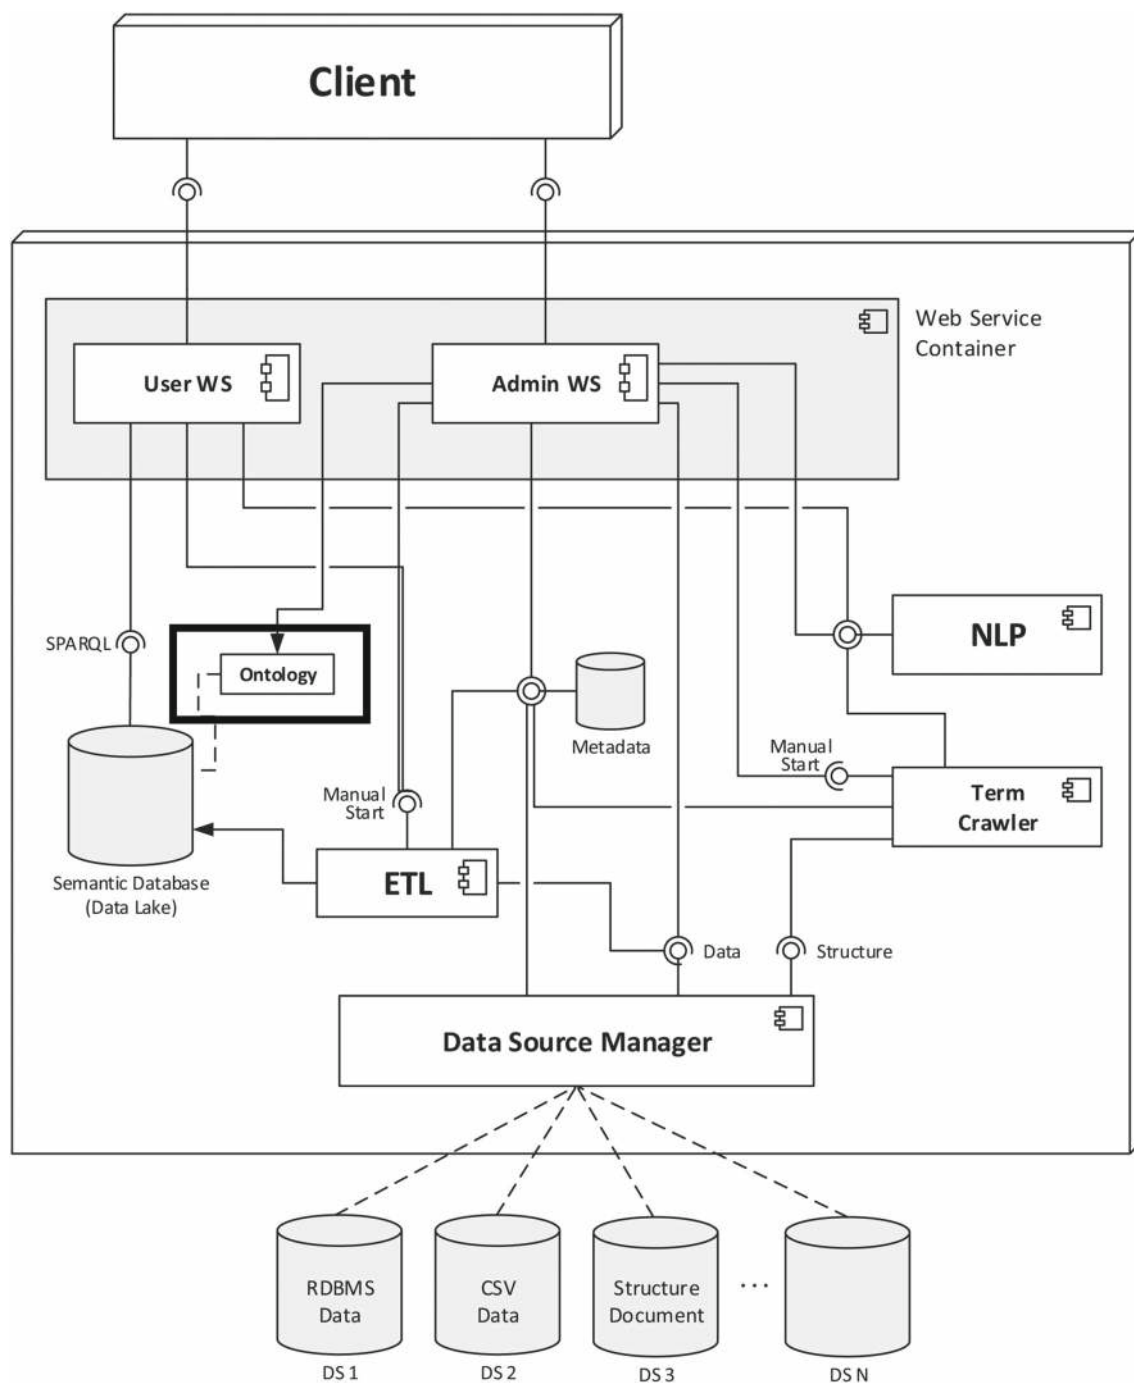 Client
Web Service
Container
User WS
Admin WS
SPARQL
Ontology
NLP
Metadata
Manual
Start
Manual
Start
Term
Crawler
ETL
Semantic Database
(Data Lake)
Data
Structure
Data Source Manager
RDBMS
Data
CSV
Data
Structure
Document
...
DS 1
DS 2
DS 3
DS N